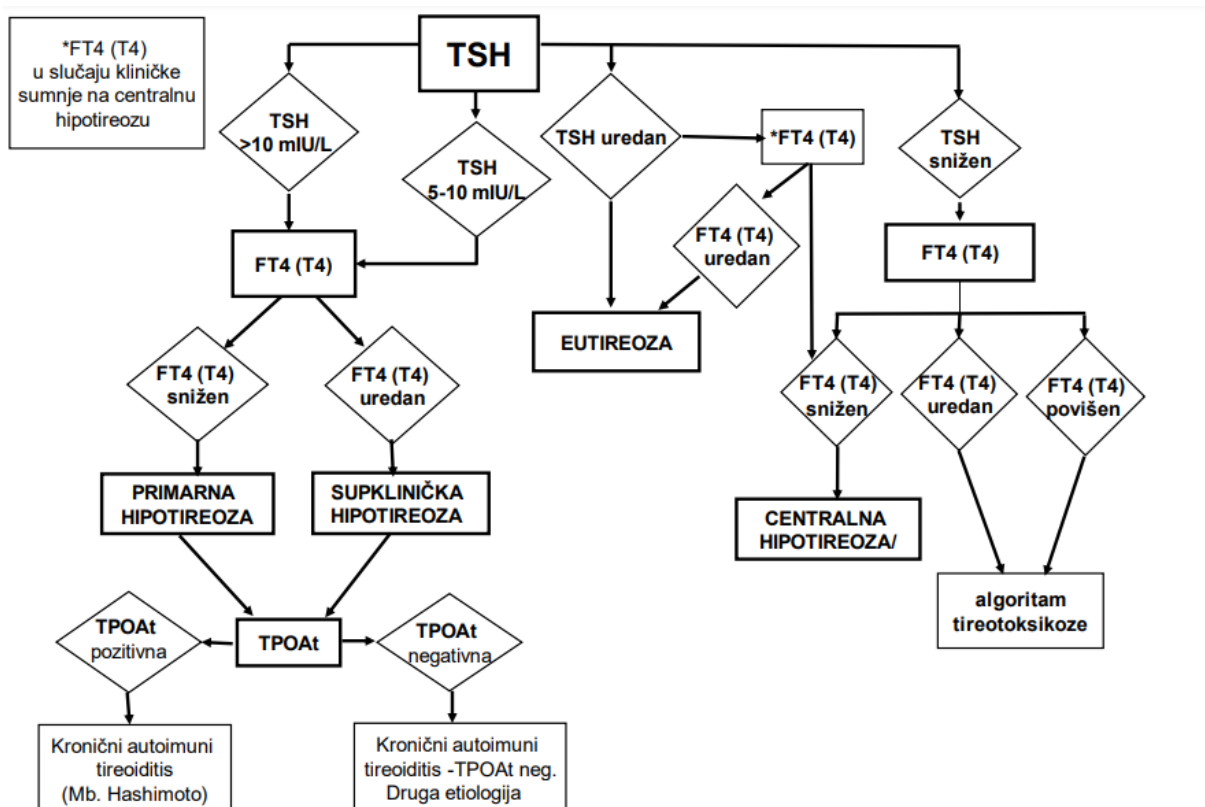 *FT4 (T4)
u slučaju kliničke
sumnje na centralnu
hipotireozu
TSH
TSH
>10 mIU/L
TSH
5-10 mIU/L
TSH uredan
*FT4 (T4)
TSH
snižen
FT4 (T4)
FT4 (T4)
uredan
FT4 (T4)
EUTIREOZA
FT4 (T4)
snižen
FT4 (T4)
uredan
FT4 (T4)
snižen
FT4 (T4)
uredan
FT4 (T4)
povišen
PRIMARNA
HIPOTIREOZA
SUPKLINIČKA
HIPOTIREOZA
CENTRALNA
HIPOTIREOZA/
algoritam
tireotoksikoze
TPOAt
pozitivna
TPOAt
TPOAt
negativna
Kronični autoimuni
tireoiditis
(Mb. Hashimoto)
Kronični autoimuni
tireoiditis -TPOAt neg.
Druga etiologija